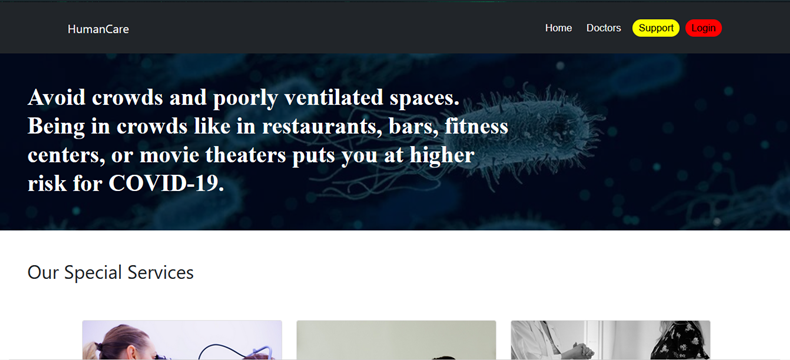 HumanCare
Home Doctors Support Login
Avoid crowds and poorly ventilated spaces.
Being in crowds like in restaurants, bars, fitness
centers, or movie theaters puts you at higher
risk for COVID-19.
Our Special Services